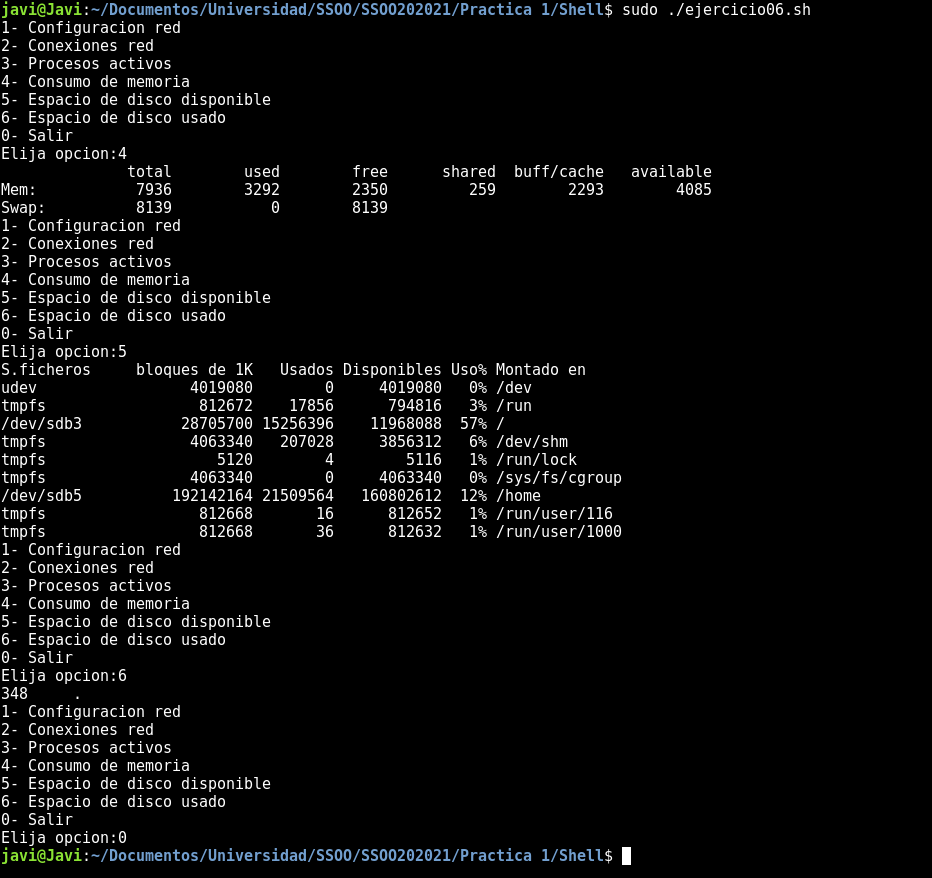 javi@Javi:~/Documentos/Universidad/SSOO/SSOO202021/Practica 1/Shell$ sudo ./ejercicio06.sh
1- Configuracion red
2- Conexiones red
3- Procesos activos
4- Consumo de memoria
5- Espacio de disco disponible
6- Espacio de disco usado
0- Salir
Elija opcion:4
              total        used        free      shared  buff/cache   available
Mem:           7936        3292        2350         259        2293        4085
Swap:          8139           0        8139
1- Configuracion red
2- Conexiones red
3- Procesos activos
4- Consumo de memoria
5- Espacio de disco disponible
6- Espacio de disco usado
0- Salir
Elija opcion:5
S.ficheros     bloques de 1K   Usados Disponibles Uso% Montado en
udev                 4019080        0     4019080   0% /dev
tmpfs                 812672    17856      794816   3% /run
/dev/sdb3           28705700 15256396    11968088  57% /
tmpfs                4063340   207028     3856312   6% /dev/shm
tmpfs                   5120        4        5116   1% /run/lock
tmpfs                4063340        0     4063340   0% /sys/fs/cgroup
/dev/sdb5          192142164 21509564   160802612  12% /home
tmpfs                 812668       16      812652   1% /run/user/116
tmpfs                 812668       36      812632   1% /run/user/1000
1- Configuracion red
2- Conexiones red
3- Procesos activos
4- Consumo de memoria
5- Espacio de disco disponible
6- Espacio de disco usado
0- Salir
Elija opcion:6
348     .
1- Configuracion red
2- Conexiones red
3- Procesos activos
4- Consumo de memoria
5- Espacio de disco disponible
6- Espacio de disco usado
0- Salir
Elija opcion:0
javi@Javi:~/Documentos/Universidad/SSOO/SSOO202021/Practica 1/Shell$